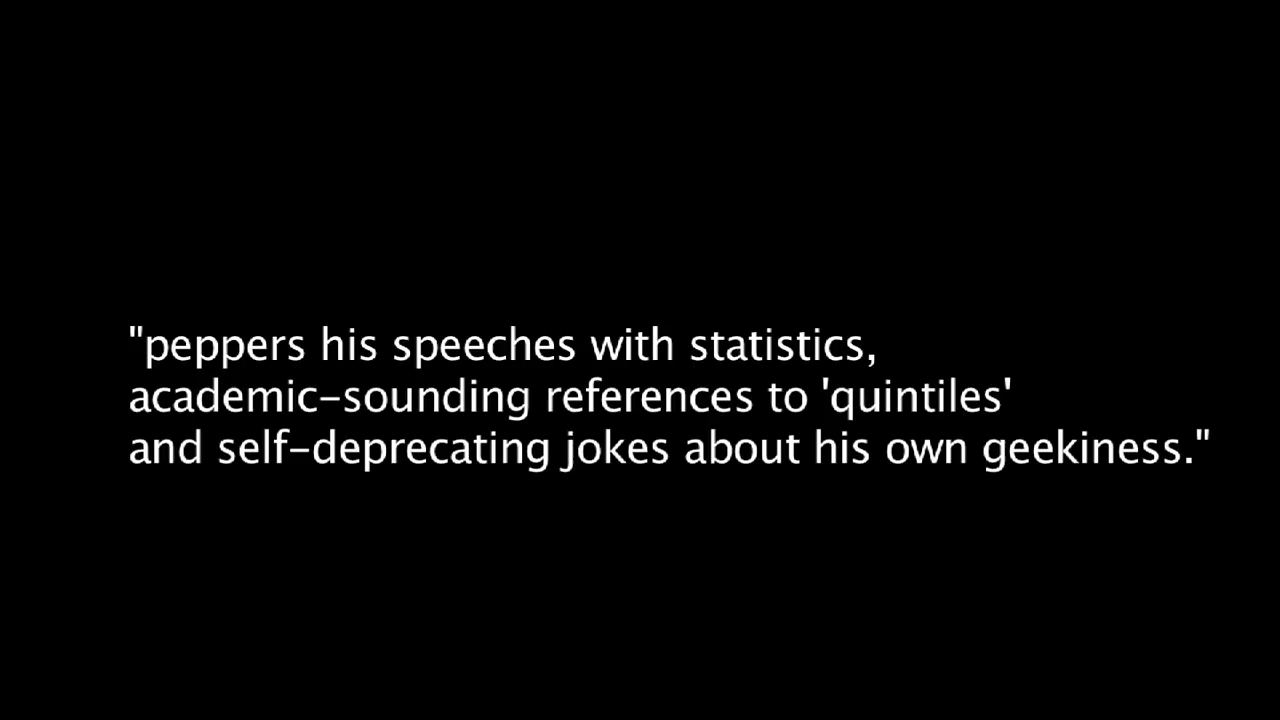 "peppers his speeches with statistics,
academic-sounding references to 'quintiles'
and self-deprecating jokes about his own geekiness."